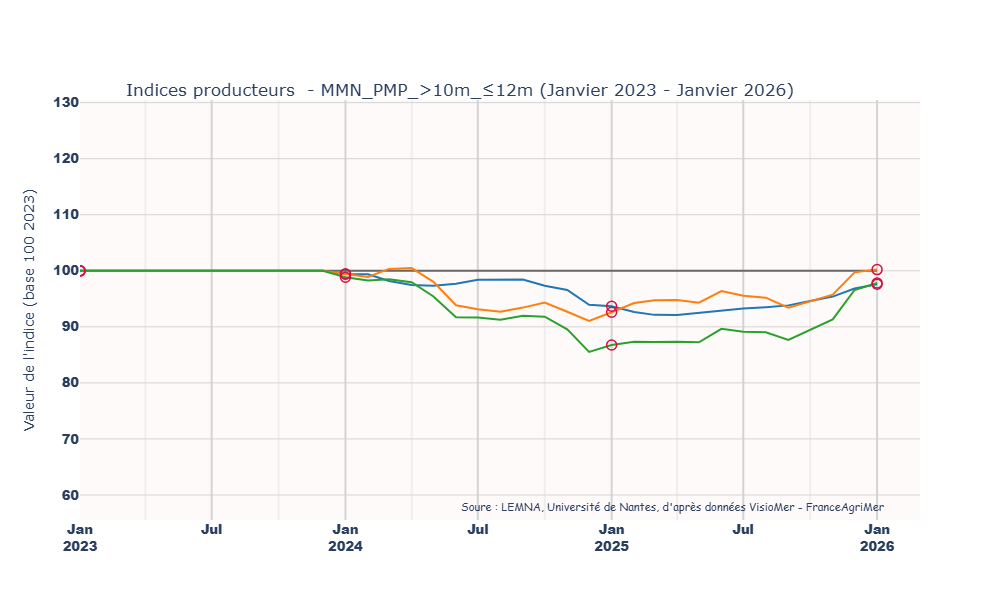 Indices producteurs  - MMN_PMP_>10m_≤12m (Janvier 2023 - Janvier 2026)
130
120
110
100
90
80
70
60
Valeur de l'indice (base 100 2023)
Soure : LEMNA, Université de Nantes, d'après données VisioMer - FranceAgriMer
Jan Jul Jan Jul Jan Jul Jan
2023 2024 2025 2026